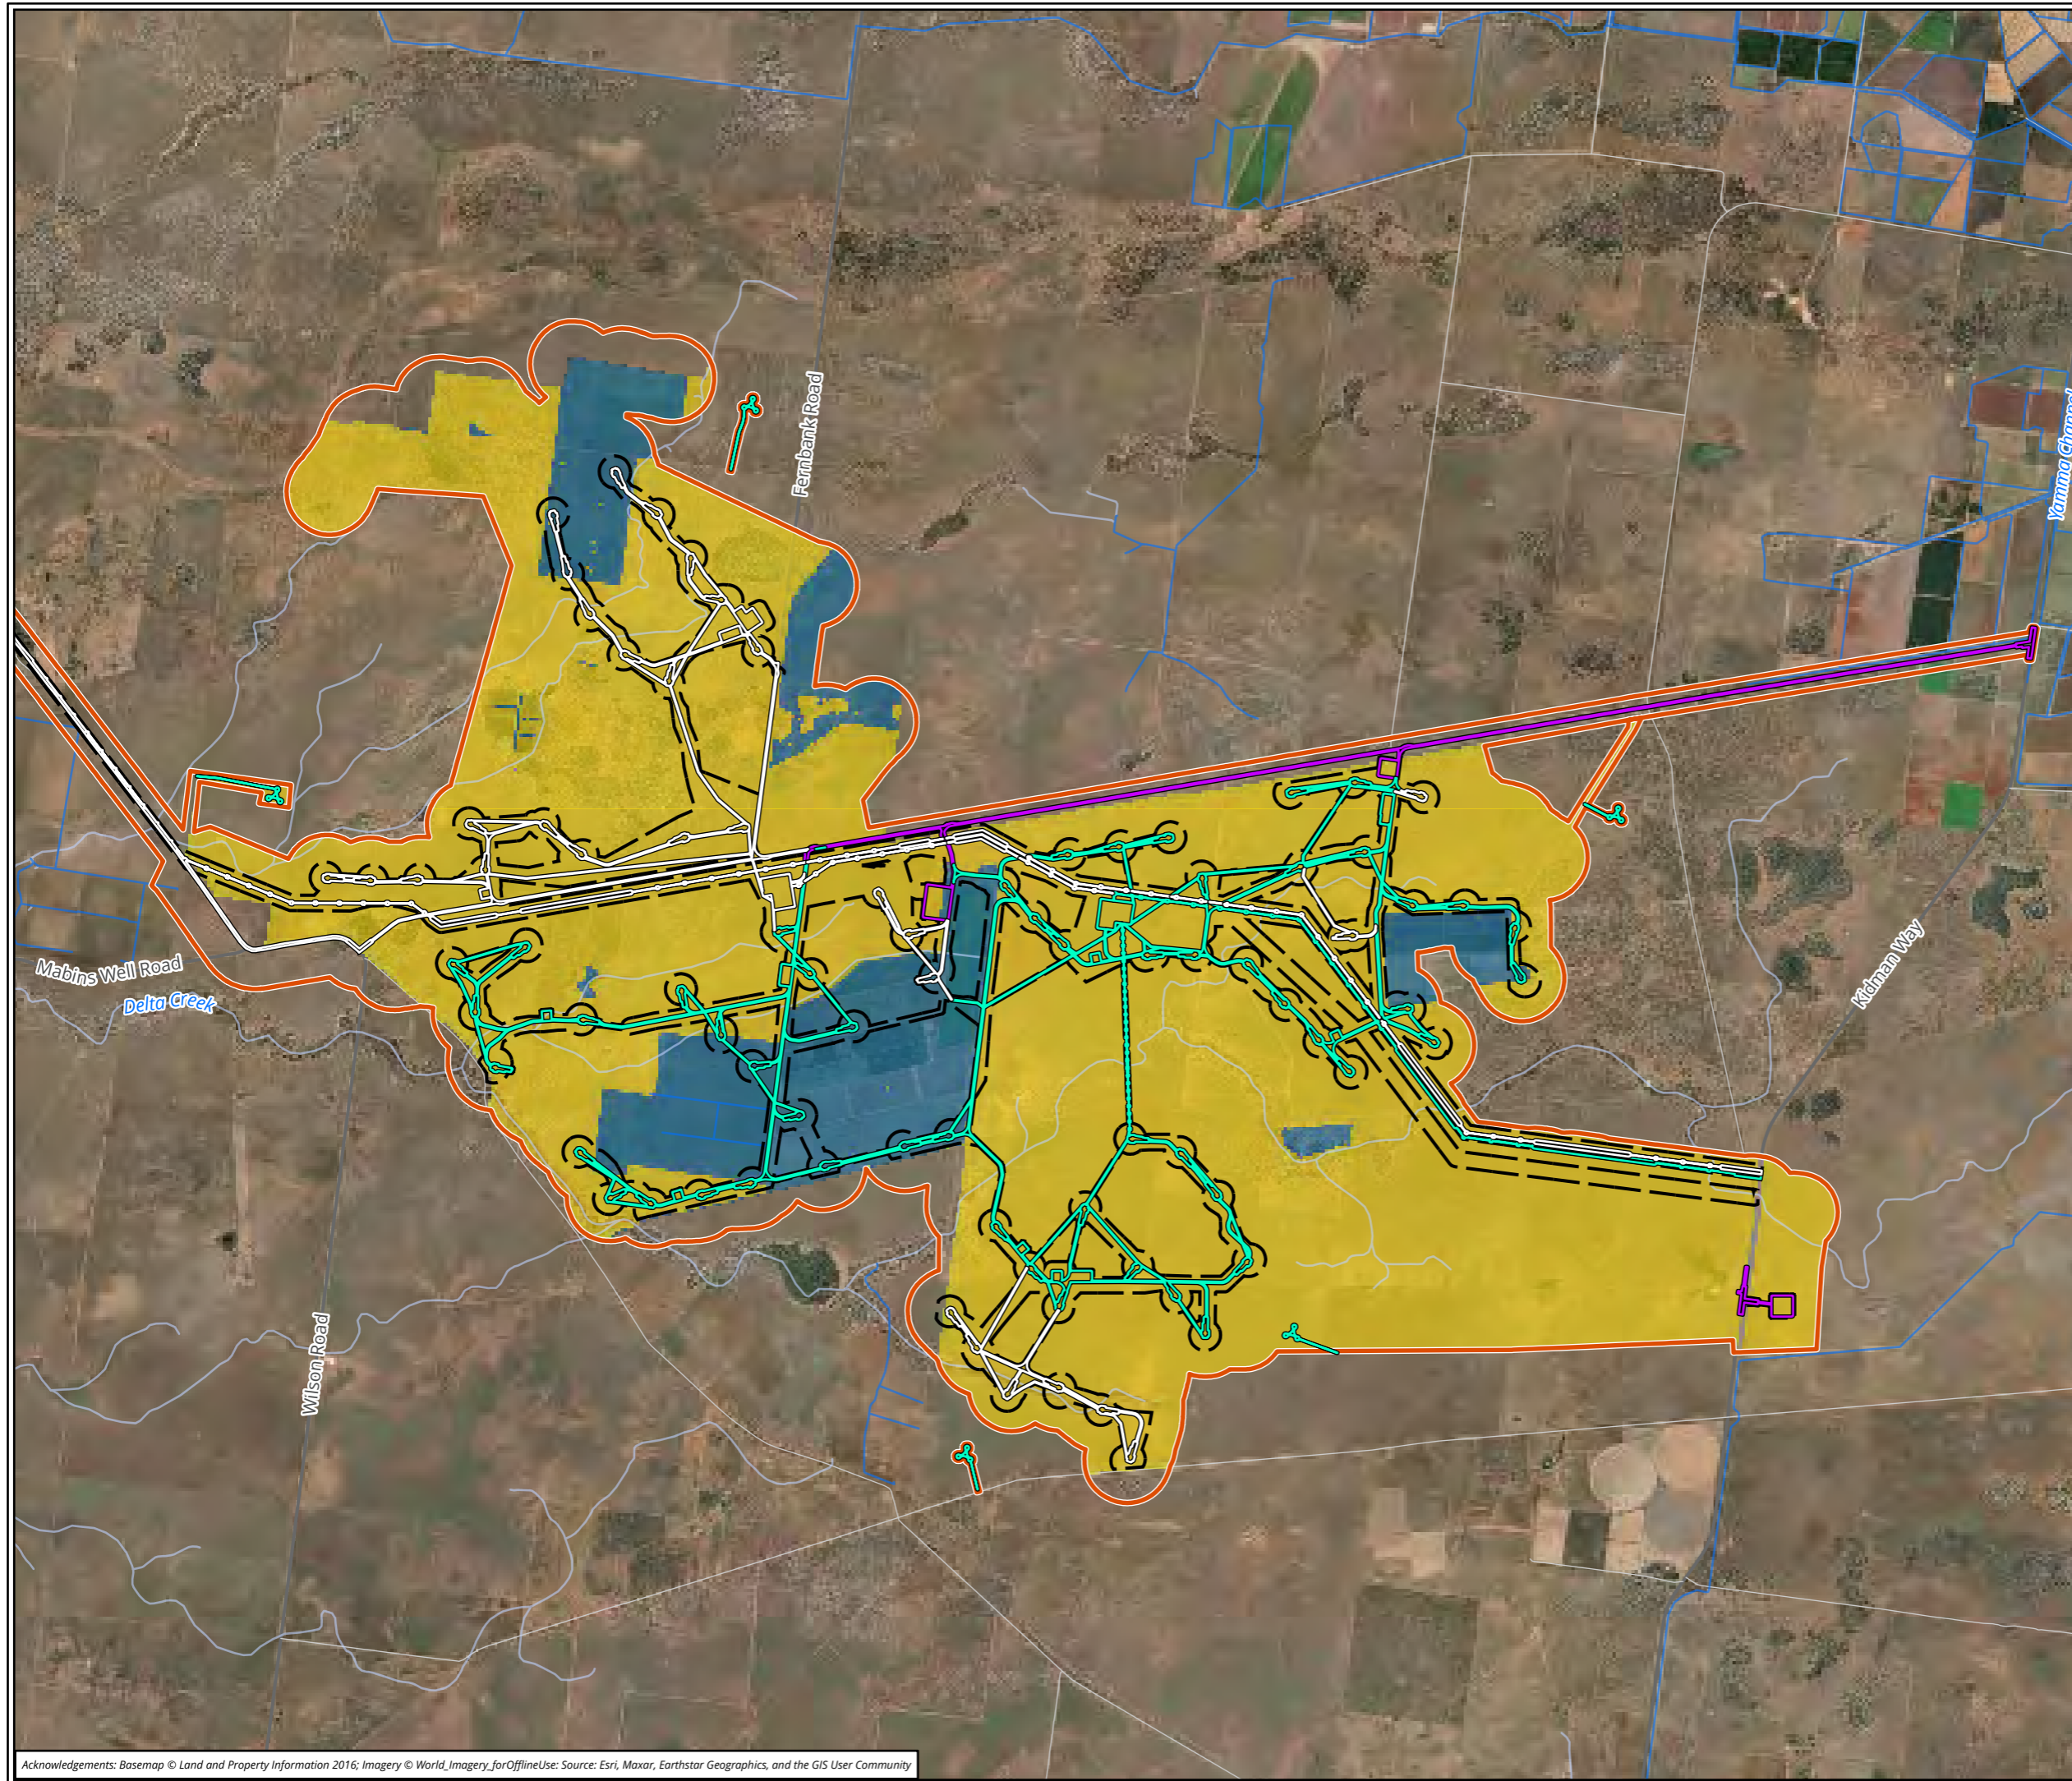 Fernbank Road
Yamma Channel
Mabins Well Road
Delta Creek
Kidman Way
Wilson Road
Acknowledgements: Basemap © Land and Property Information 2016; Imagery © World_Imagery_forOfflineUse: Source: Esri, Maxar, Earthstar Geographics, and the GIS User Community